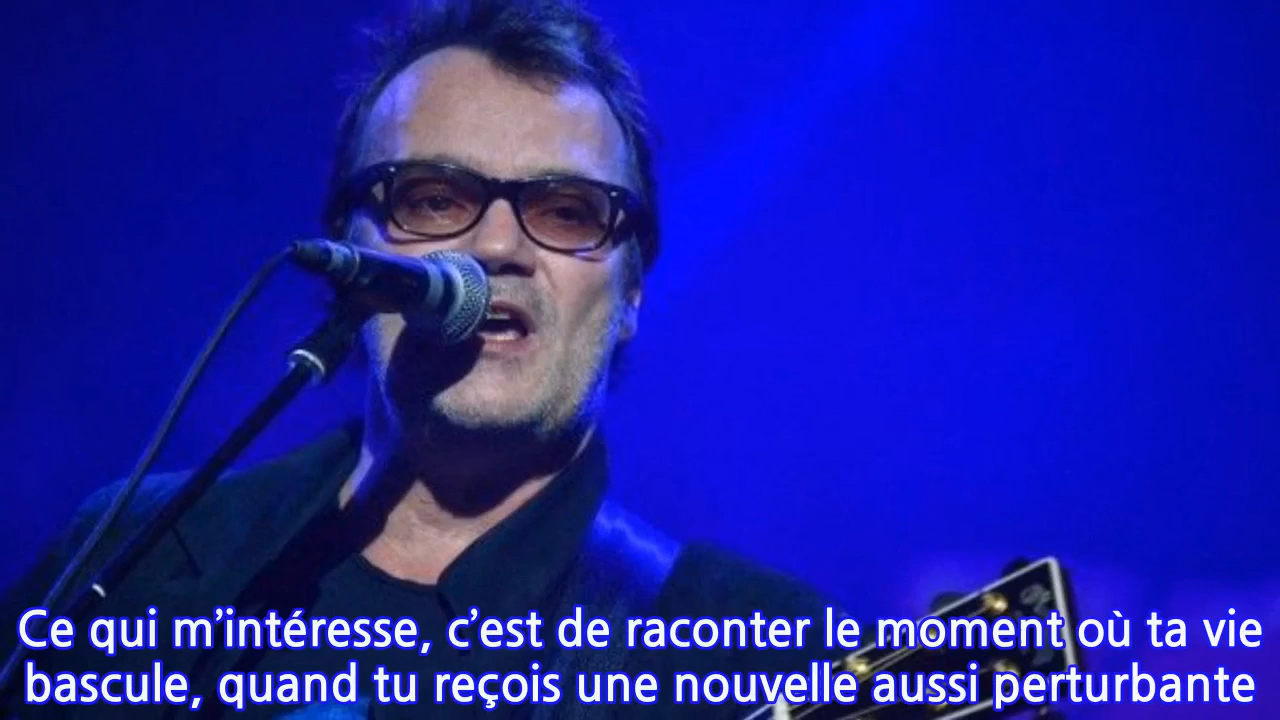 Ce qui m’intéresse, c’est de raconter le moment où ta vie
bascule, quand tu reçois une nouvelle aussi perturbante